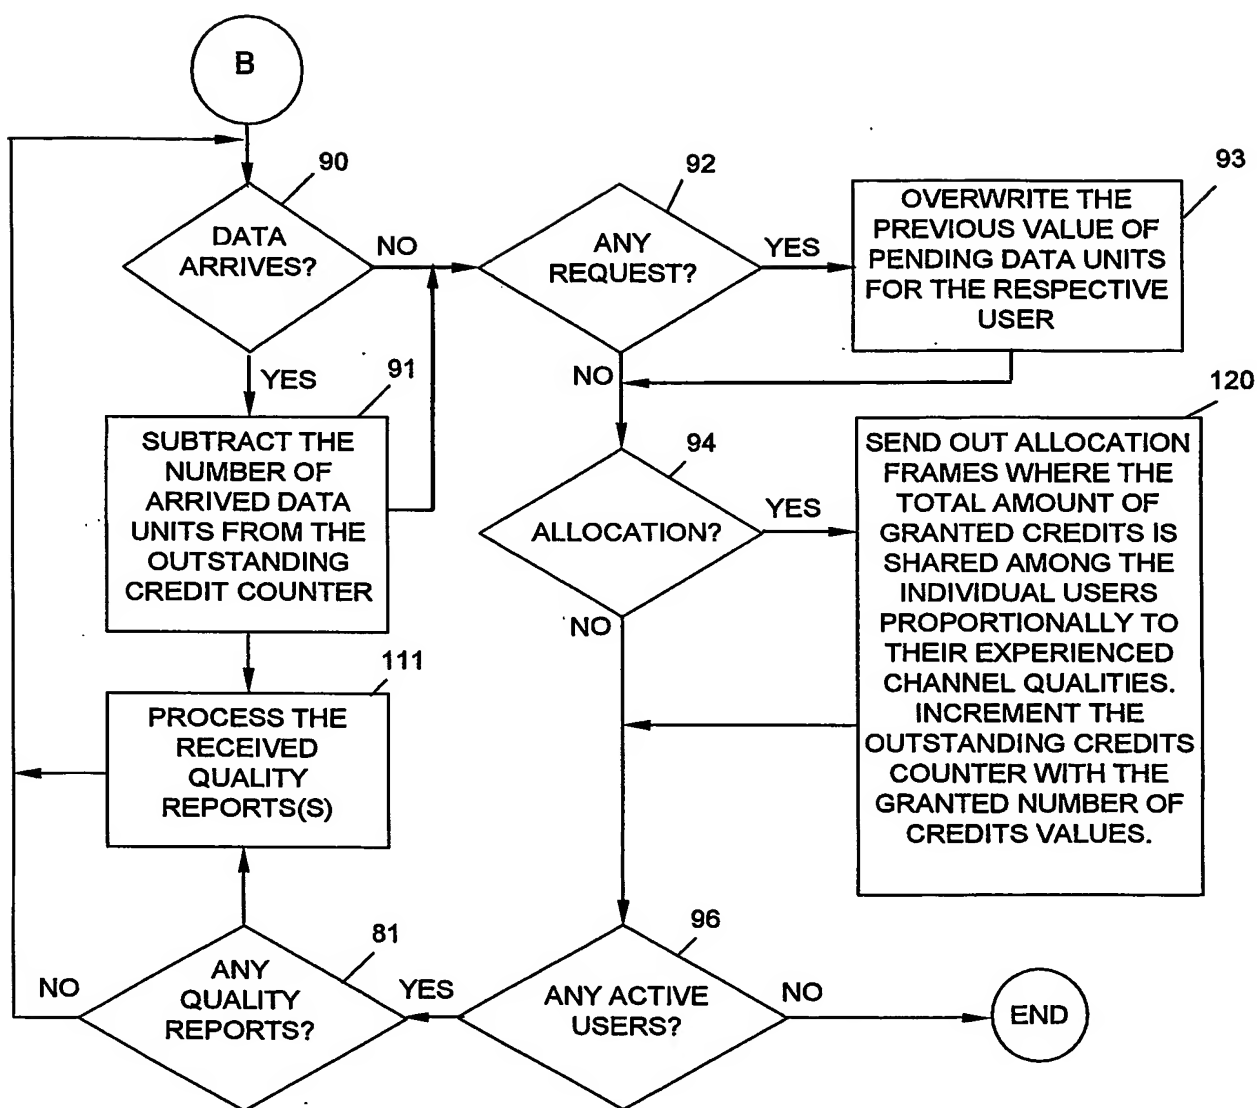 B
90
DATA
ARRIVES?
NO
YES
92
ANY
REQUEST?
YES
NO
93
OVERWRITE THE
PREVIOUS VALUE OF
PENDING DATA UNITS
FOR THE RESPECTIVE
USER
91
SUBTRACT THE
NUMBER OF
ARRIVED DATA
UNITS FROM THE
OUTSTANDING
CREDIT COUNTER
94
ALLOCATION?
YES
NO
120
SEND OUT ALLOCATION
FRAMES WHERE THE
TOTAL AMOUNT OF
GRANTED CREDITS IS
SHARED AMONG THE
INDIVIDUAL USERS
PROPORTIONALLY TO
THEIR EXPERIENCED
CHANNEL QUALITIES.
INCREMENT THE
OUTSTANDING CREDITS
COUNTER WITH THE
GRANTED NUMBER OF
CREDITS VALUES.
111
PROCESS THE
RECEIVED
QUALITY
REPORTS(S)
81
ANY
QUALITY
REPORTS?
NO
YES
96
ANY ACTIVE
USERS?
NO
END